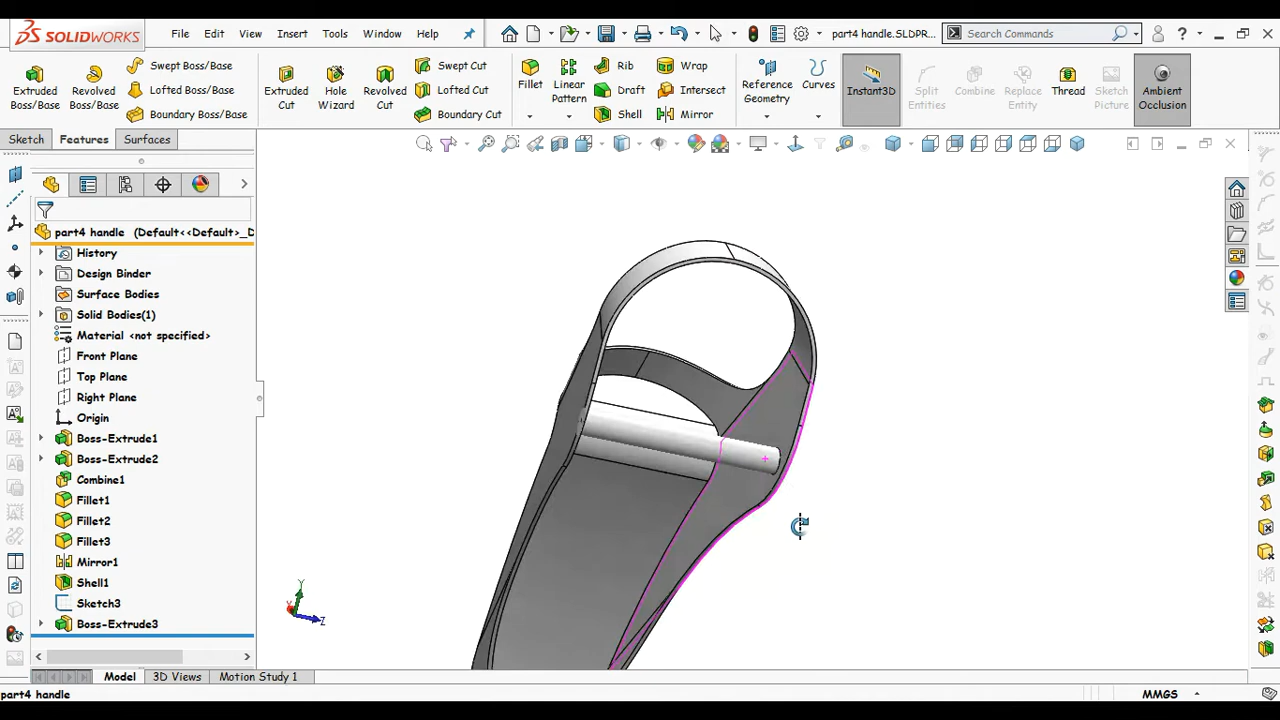 SOLIDWORKS
File Edit View Insert Tools Window Help
part4 handle.SLDPR...
Search Commands
?
Extruded Boss/Base
Revolved Boss/Base
Swept Boss/Base
Lofted Boss/Base
Boundary Boss/Base
Extruded Cut
Hole Wizard
Revolved Cut
Swept Cut
Lofted Cut
Boundary Cut
Fillet
Linear Pattern
Rib
Draft
Shell
Wrap
Intersect
Mirror
Reference Geometry
Curves
Instant3D
Split Entities
Combine
Replace Entity
Thread
Sketch Picture
Ambient Occlusion
Sketch Features Surfaces
part4 handle (Default<<Default>_D
History
Design Binder
Surface Bodies
Solid Bodies(1)
Material <not specified>
Front Plane
Top Plane
Right Plane
Origin
Boss-Extrude1
Boss-Extrude2
Combine1
Fillet1
Fillet2
Fillet3
Mirror1
Shell1
Sketch3
Boss-Extrude3
Y
Z
Model 3D Views Motion Study 1
part4 handle
MMGS